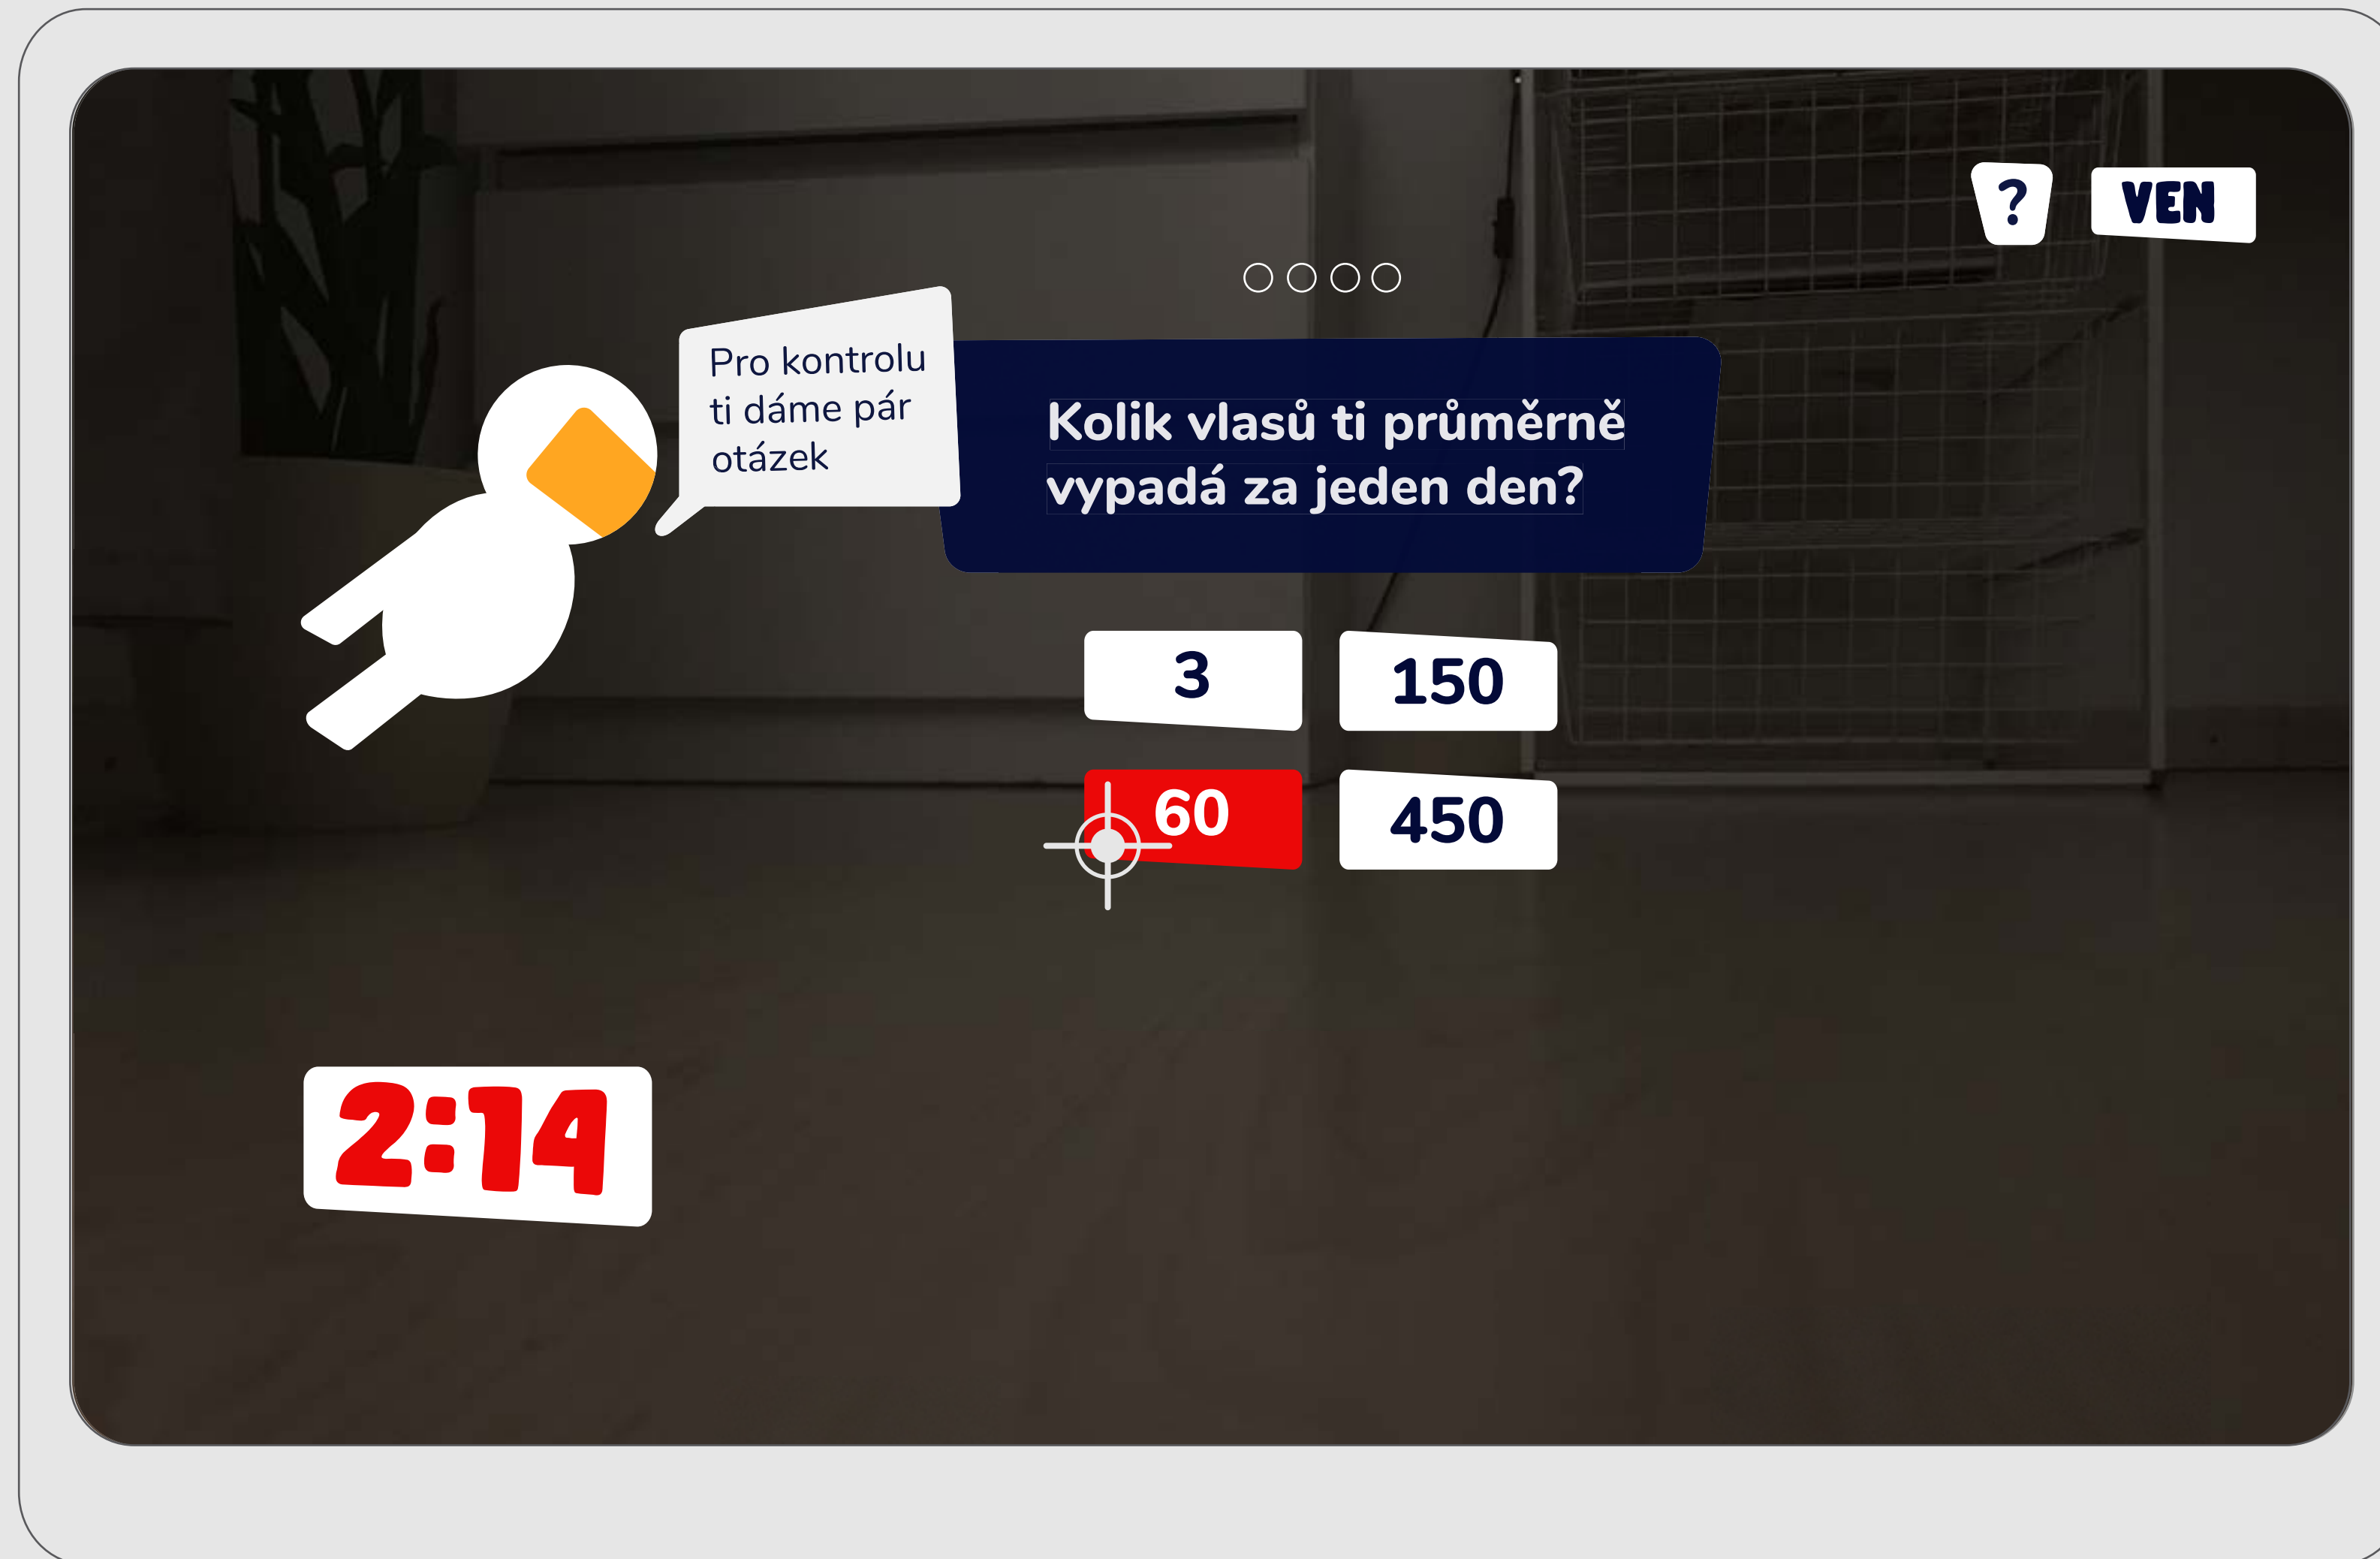 ?
VEN
Pro kontrolu
ti dáme pár
otázek
Kolik vlasů ti průměrně
vypadá za jeden den?
3
150
60
450
2:14